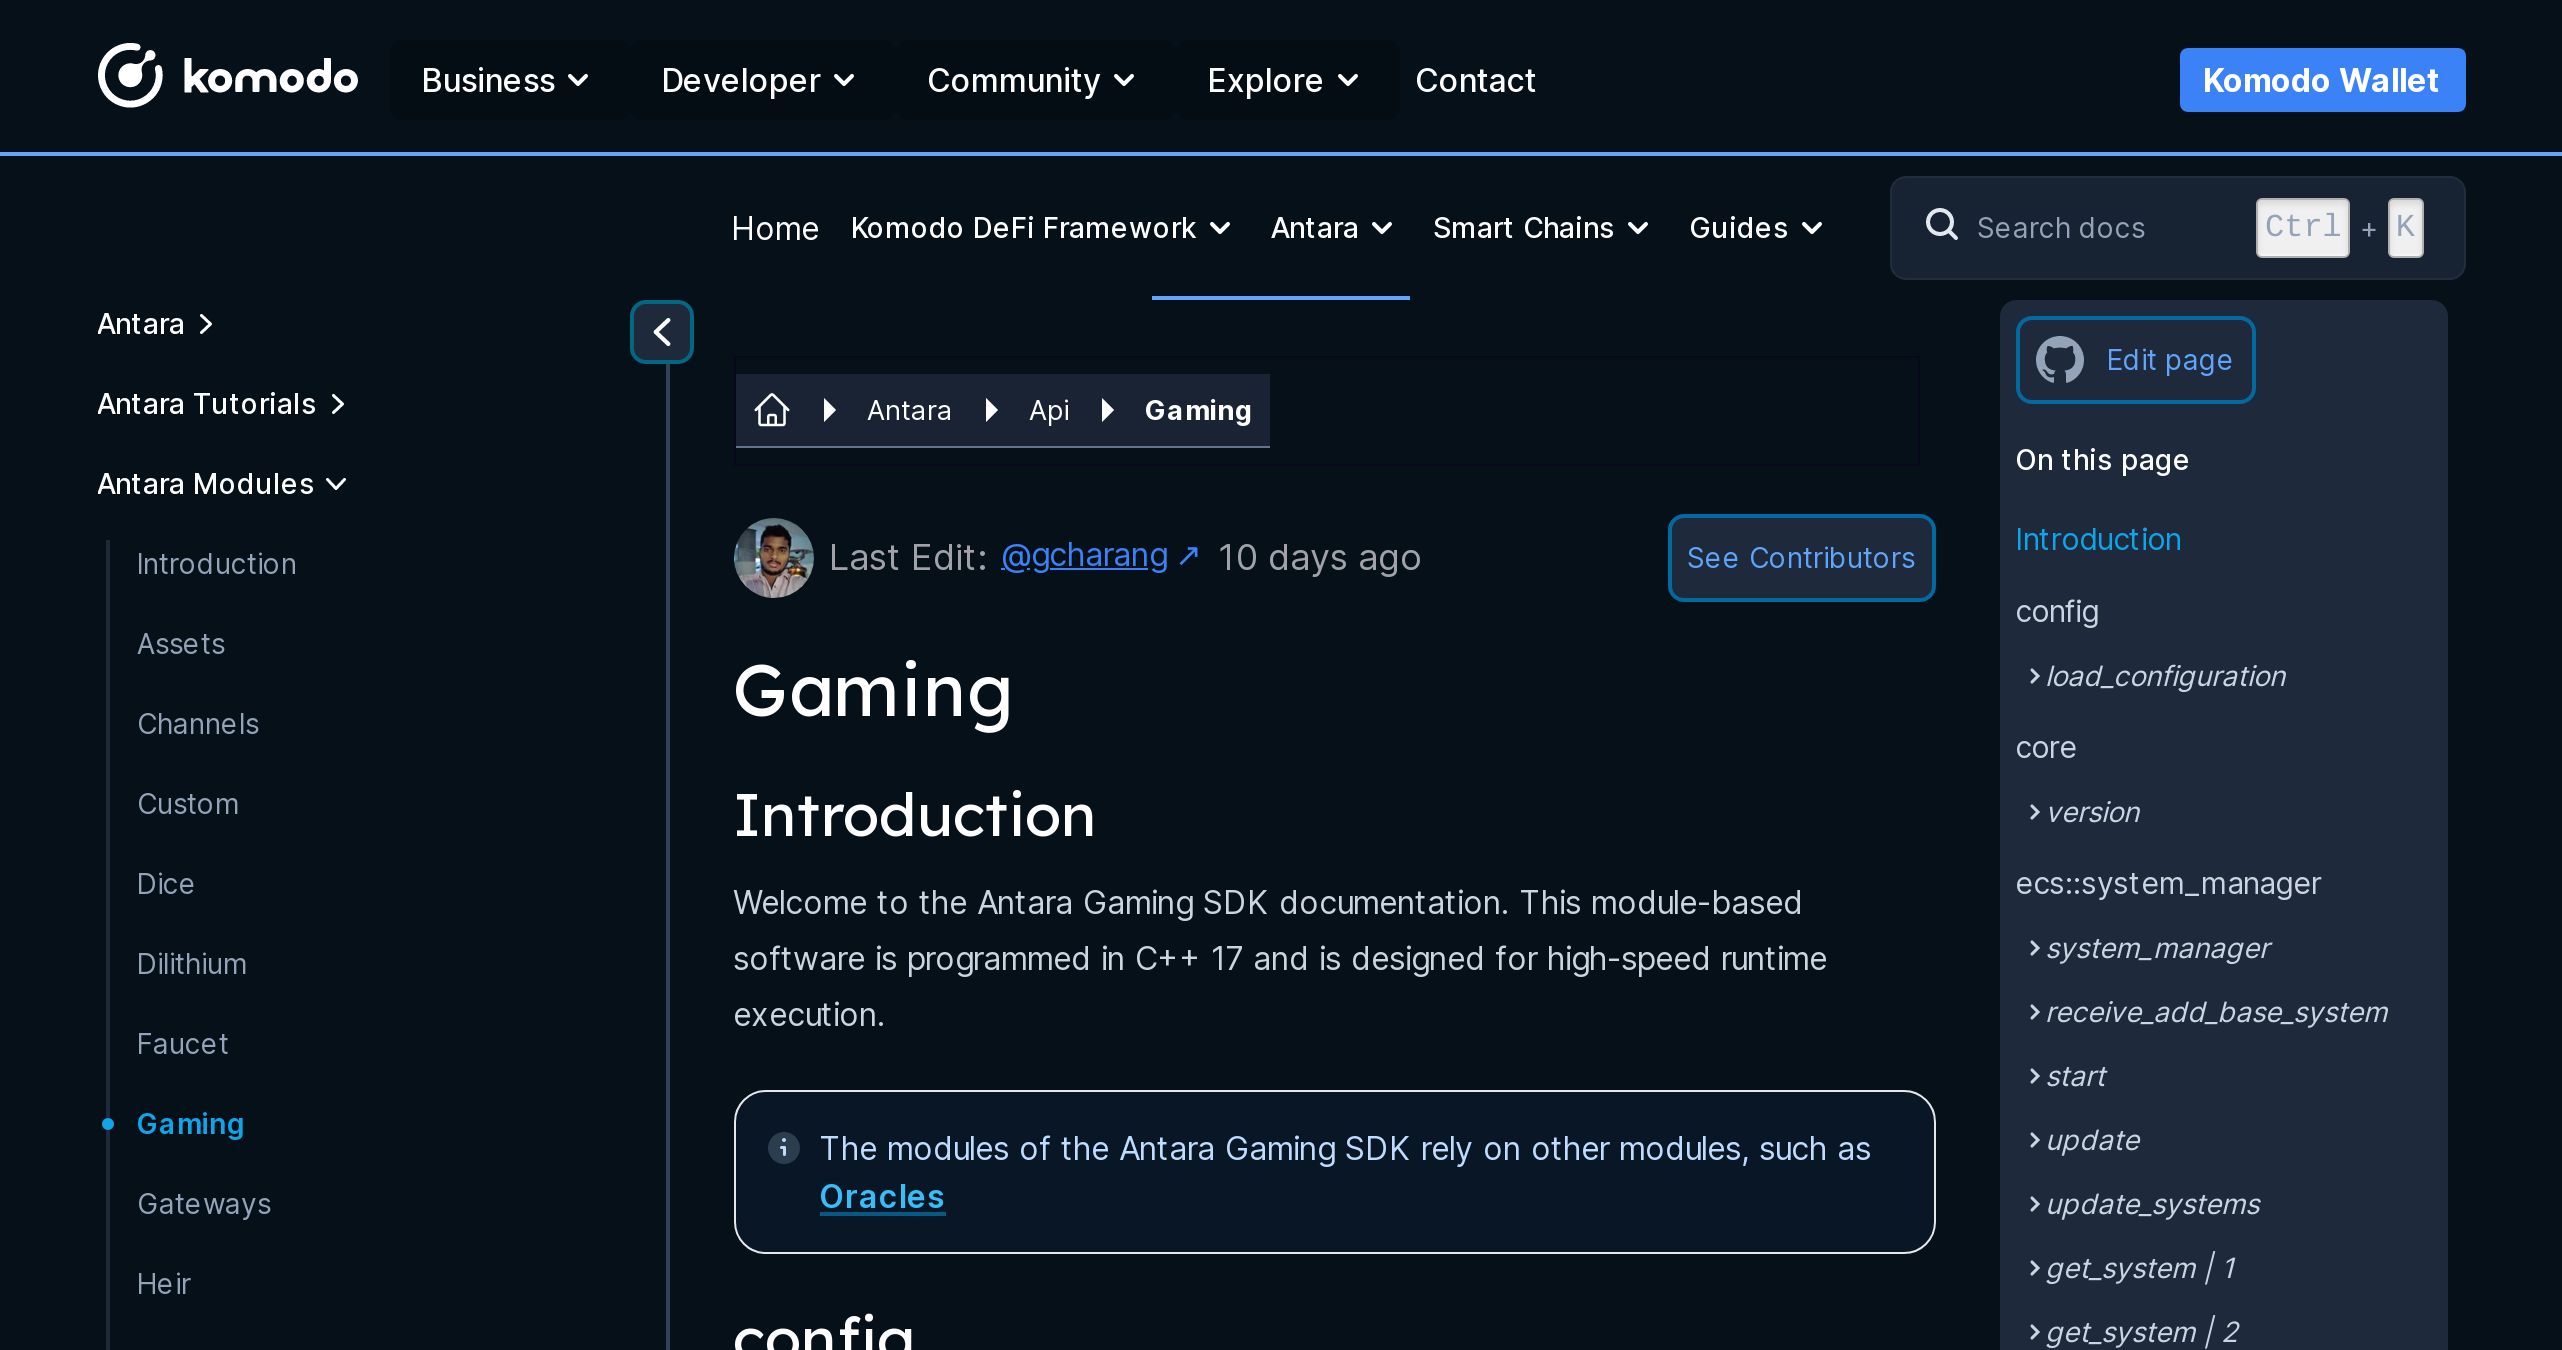 komodo
Business
Developer
Community
Explore
Contact
Komodo Wallet
Home
Komodo DeFi Framework
Antara
Smart Chains
Guides
Search docs
Ctrl + K
Antara
Antara Tutorials
Antara Modules
Introduction
Assets
Channels
Custom
Dice
Dilithium
Faucet
Gaming
Gateways
Heir
Antara
Api
Gaming
Last Edit: @gcharang ↗ 10 days ago
See Contributors
Gaming
Introduction
Welcome to the Antara Gaming SDK documentation. This module-based
software is programmed in C++ 17 and is designed for high-speed runtime
execution.
The modules of the Antara Gaming SDK rely on other modules, such as
Oracles
config
Edit page
On this page
Introduction
config
load_configuration
core
version
ecs::system_manager
system_manager
receive_add_base_system
start
update
update_systems
get_system | 1
get_system | 2